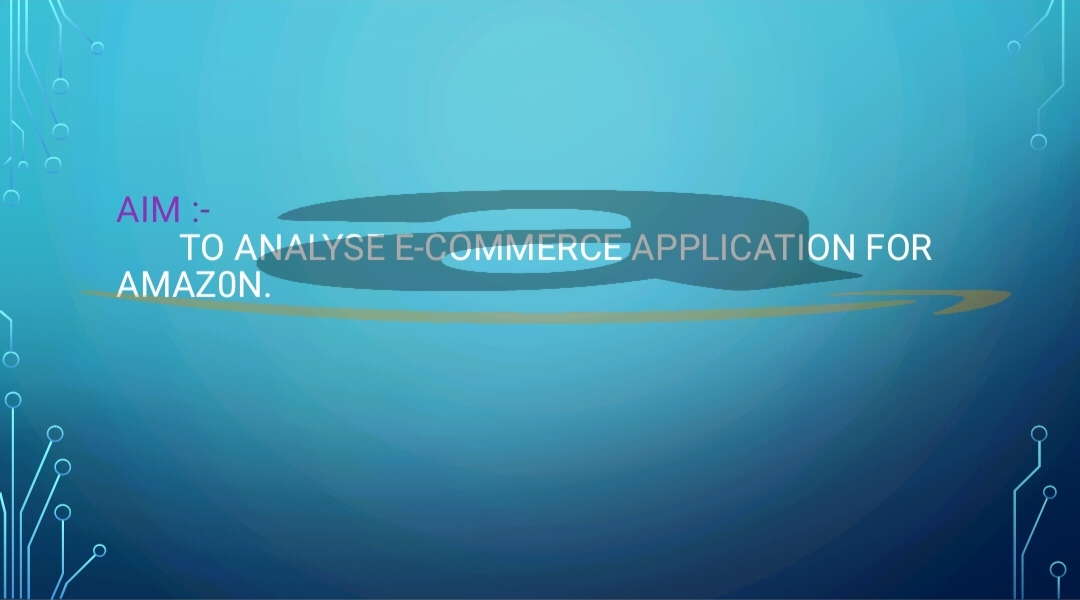 AIM :-
TO ANALYSE E-COMMERCE APPLICATION FOR
AMAZ0N.